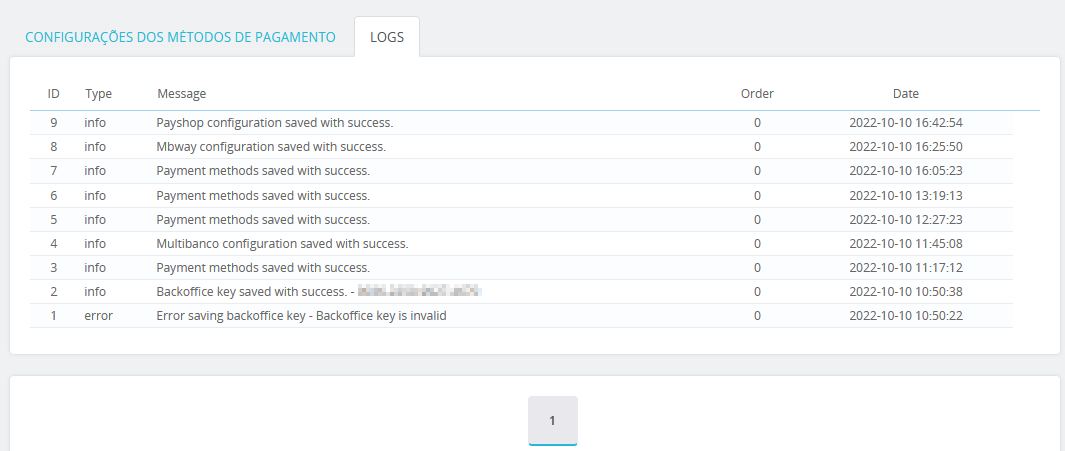 CONFIGURAÇÕES DOS MÉTODOS DE PAGAMENTO LOGS
ID Type Message Order Date
9 info Payshop configuration saved with success. 0 2022-10-10 16:42:54
8 info Mbway configuration saved with success. 0 2022-10-10 16:25:50
7 info Payment methods saved with success. 0 2022-10-10 16:05:23
6 info Payment methods saved with success. 0 2022-10-10 13:19:13
5 info Payment methods saved with success. 0 2022-10-10 12:27:23
4 info Multibanco configuration saved with success. 0 2022-10-10 11:45:08
3 info Payment methods saved with success. 0 2022-10-10 11:17:12
2 info Backoffice key saved with success. - 0 2022-10-10 10:50:38
1 error Error saving backoffice key - Backoffice key is invalid 0 2022-10-10 10:50:22
1